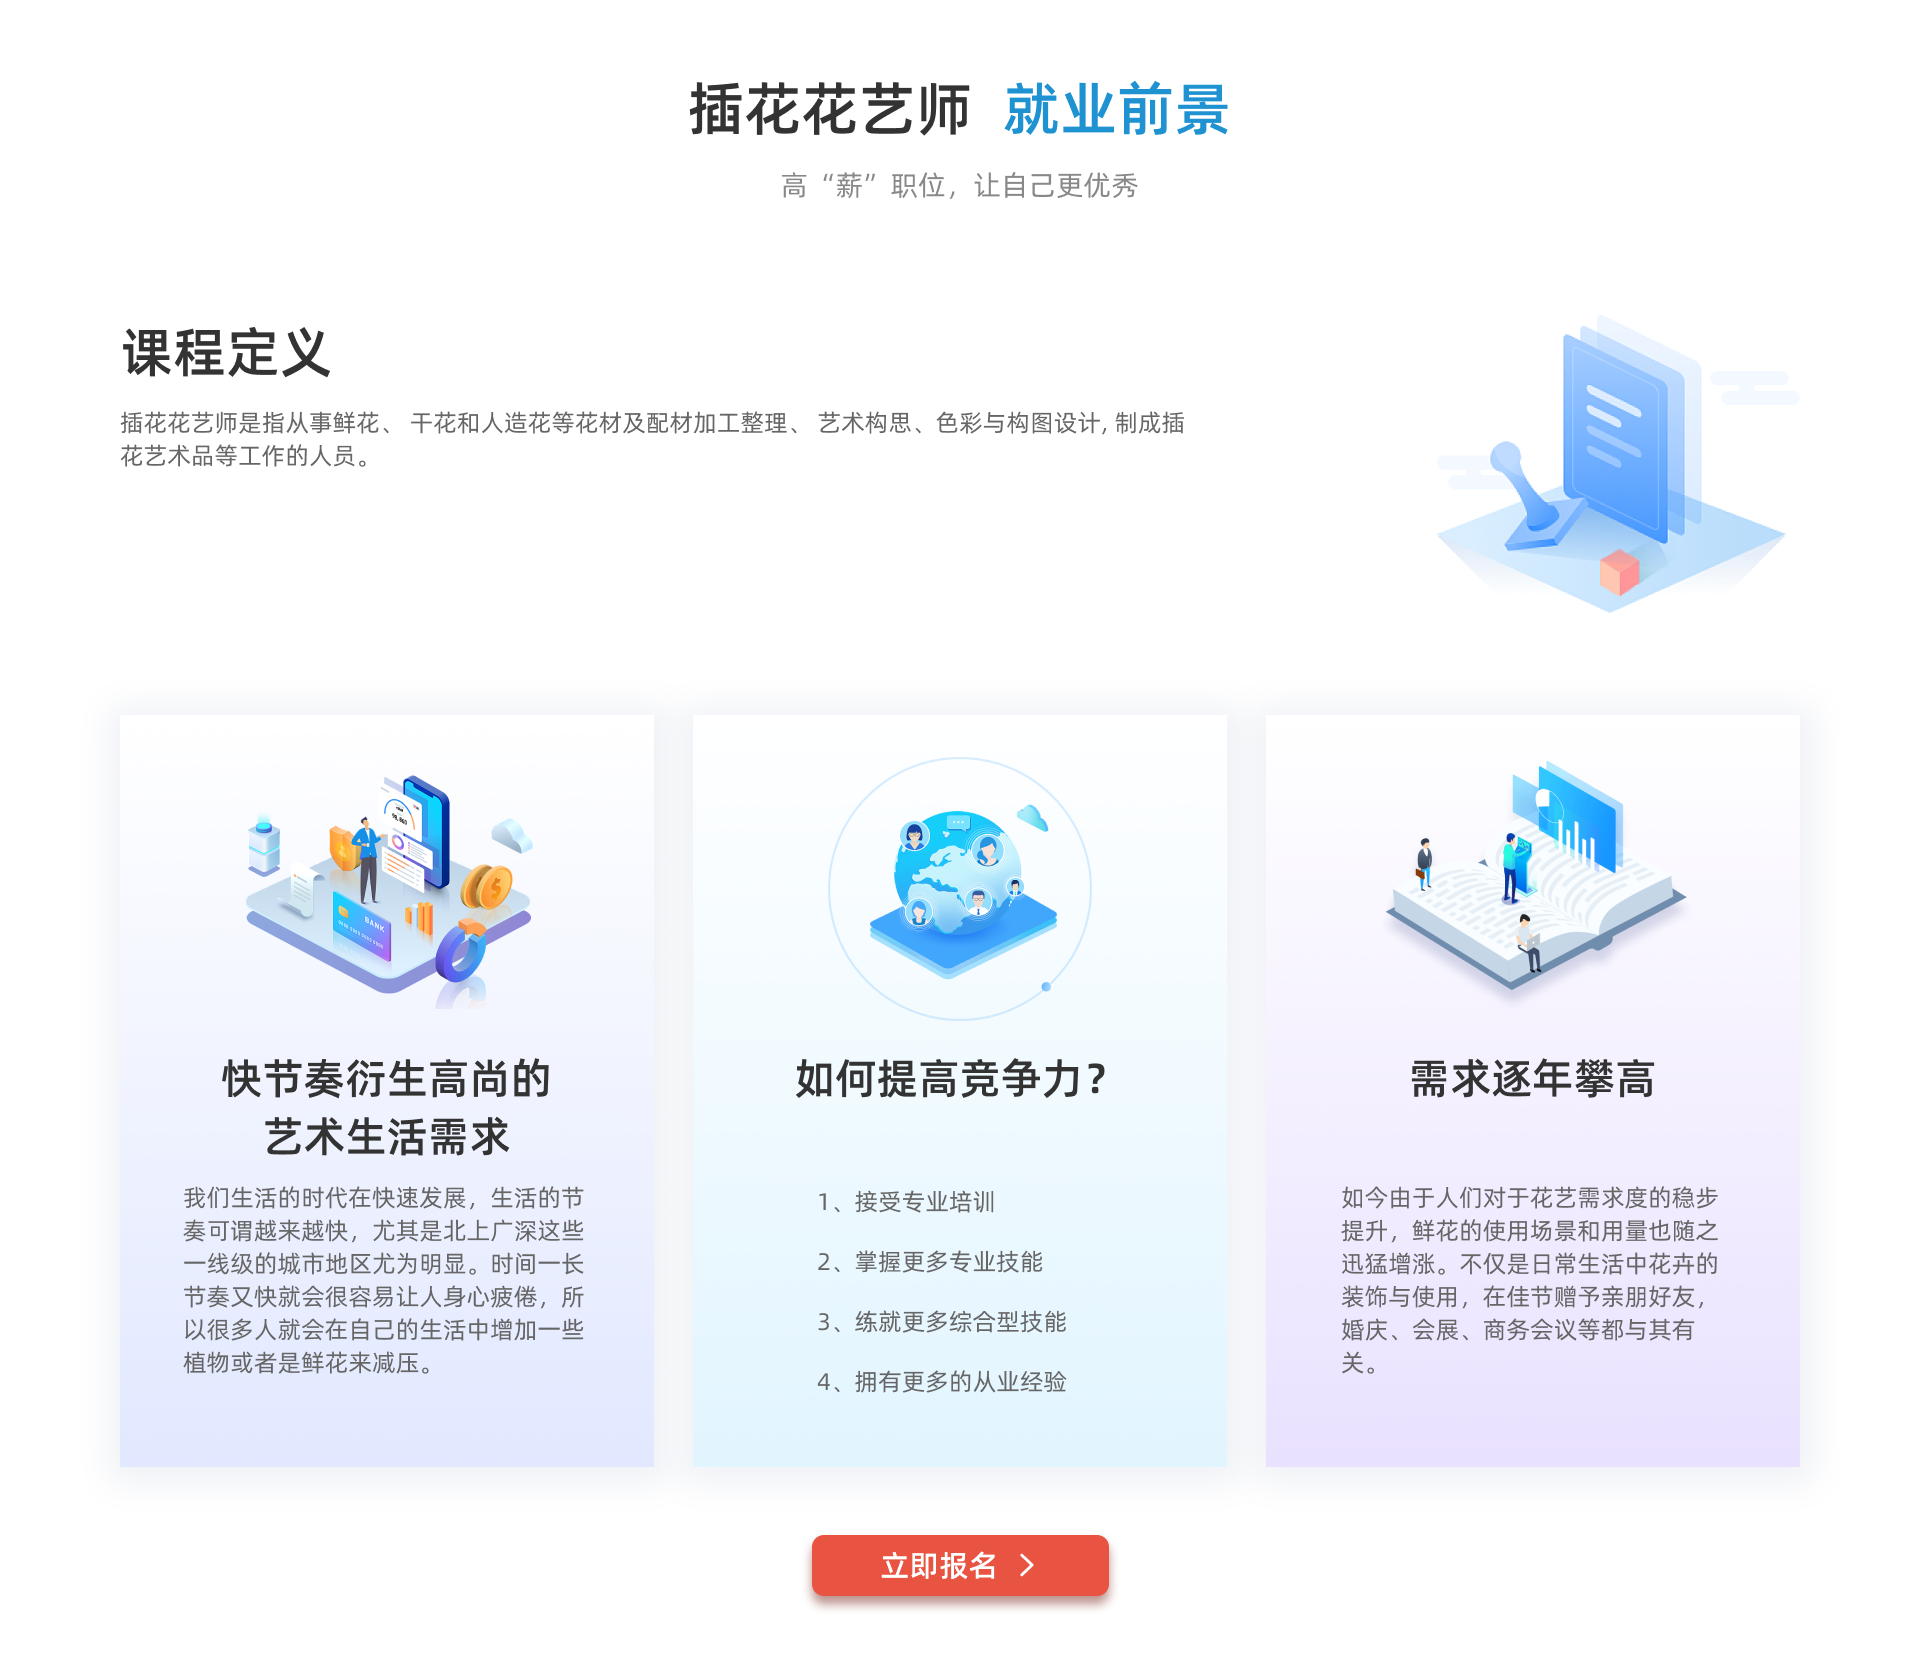 插花花艺师 就业前景
高“薪”职位，让自己更优秀
课程定义
插花花艺师是指从事鲜花、 干花和人造花等花材及配材加工整理、 艺术构思、色彩与构图设计, 制成插
花艺术品等工作的人员。
快节奏衍生高尚的
艺术生活需求
我们生活的时代在快速发展，生活的节
奏可谓越来越快，尤其是北上广深这些
一线级的城市地区尤为明显。时间一长
节奏又快就会很容易让人身心疲倦，所
以很多人就会在自己的生活中增加一些
植物或者是鲜花来减压。
BANK
如何提高竞争力？
1、接受专业培训
2、掌握更多专业技能
3、练就更多综合型技能
4、拥有更多的从业经验
需求逐年攀高
如今由于人们对于花艺需求度的稳步
提升，鲜花的使用场景和用量也随之
迅猛增涨。不仅是日常生活中花卉的
装饰与使用，在佳节赠予亲朋好友，
婚庆、会展、商务会议等都与其有
关。
立即报名